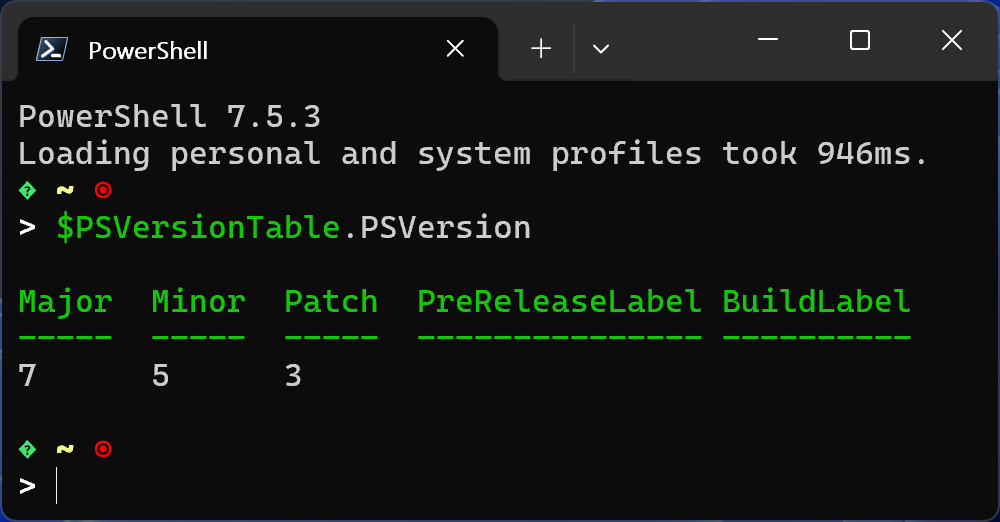 PowerShell
PowerShell 7.5.3
Loading personal and system profiles took 946ms.
� ~ ⦿
> $PSVersionTable.PSVersion
Major  Minor  Patch  PreReleaseLabel BuildLabel
-----  -----  -----  --------------- ----------
7      5      3
� ~ ⦿
>